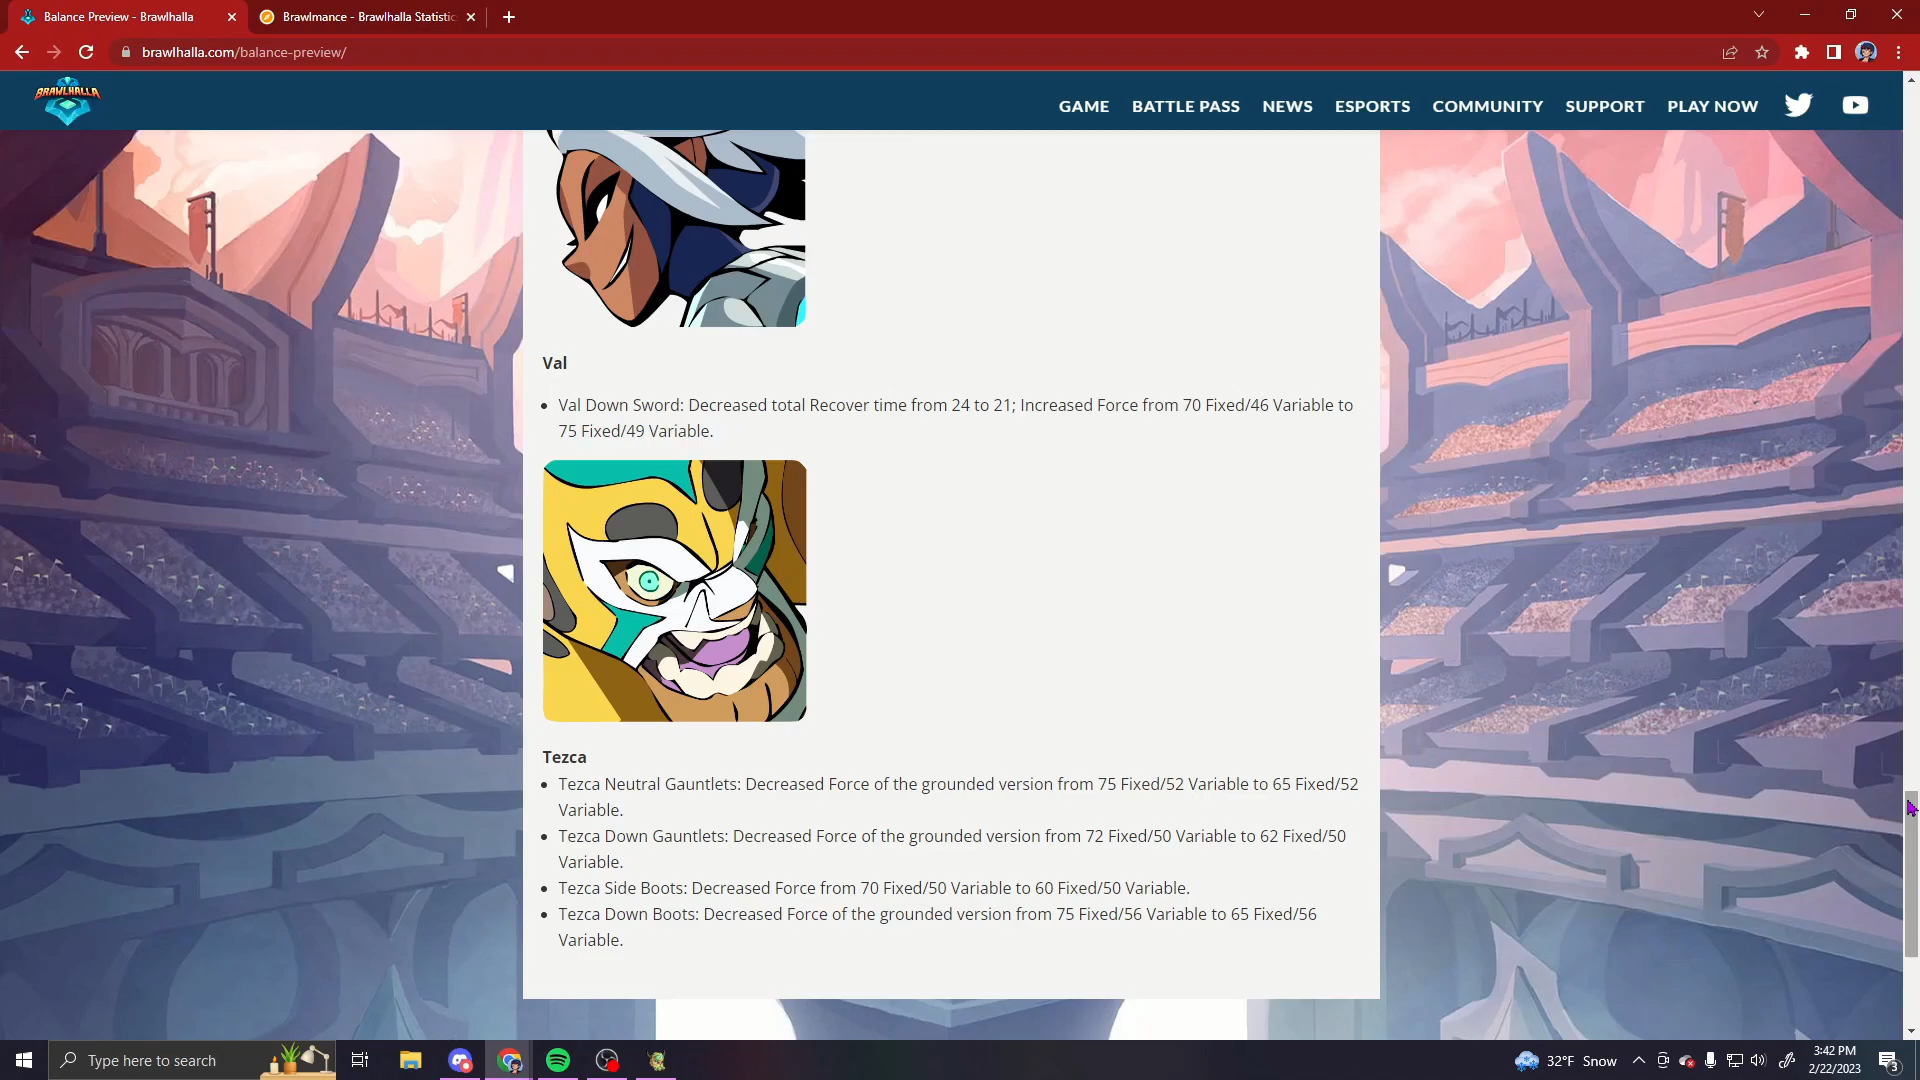 Balance Preview - Brawlhalla
Brawlmance - Brawlhalla Statistic
brawlhalla.com/balance-preview/
BRAWLHALLA
GAME BATTLE PASS NEWS ESPORTS COMMUNITY SUPPORT PLAY NOW
Val
Val Down Sword: Decreased total Recover time from 24 to 21; Increased Force from 70 Fixed/46 Variable to
75 Fixed/49 Variable.
Tezca
Tezca Neutral Gauntlets: Decreased Force of the grounded version from 75 Fixed/52 Variable to 65 Fixed/52
Variable.
Tezca Down Gauntlets: Decreased Force of the grounded version from 72 Fixed/50 Variable to 62 Fixed/50
Variable.
Tezca Side Boots: Decreased Force from 70 Fixed/50 Variable to 60 Fixed/50 Variable.
Tezca Down Boots: Decreased Force of the grounded version from 75 Fixed/56 Variable to 65 Fixed/56
Variable.
Type here to search
32°F Snow
3:42 PM
2/22/2023
3